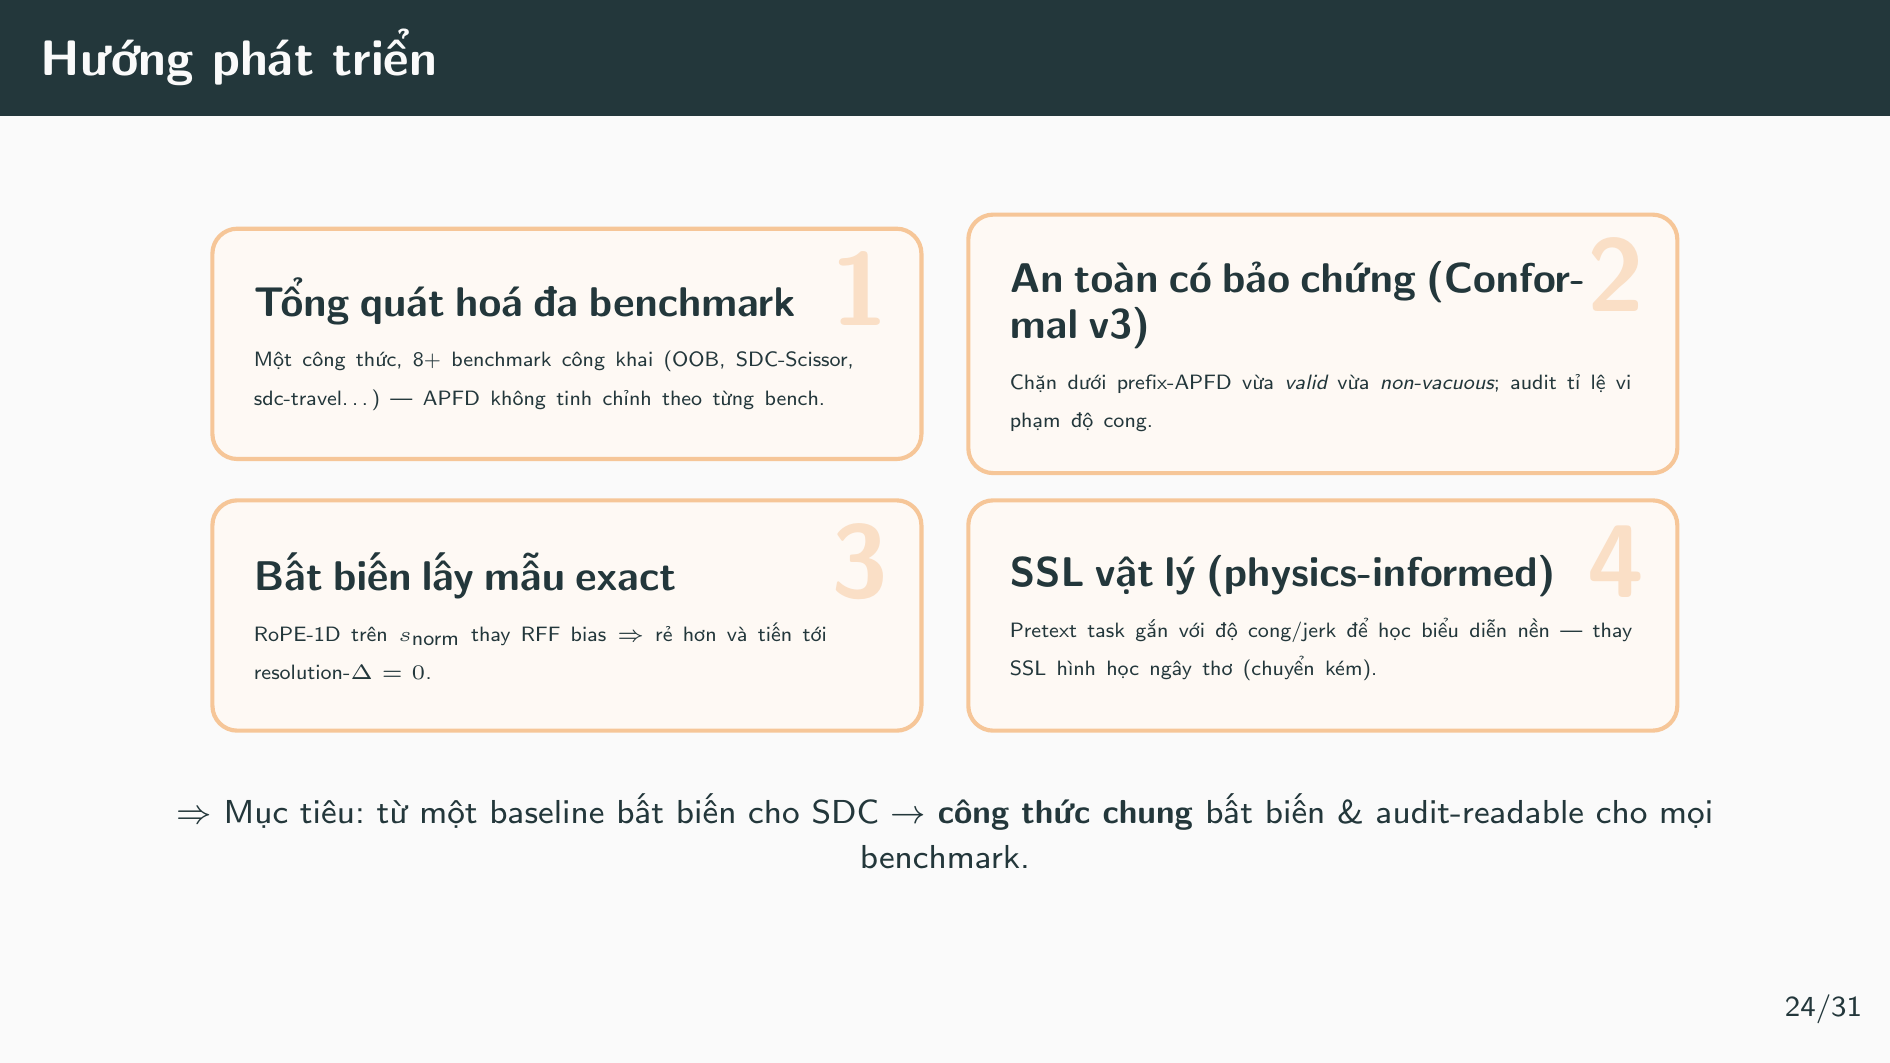 Hướng phát triển
1
Tổng quát hoá đa benchmark
Một công thức, 8+ benchmark công khai (OOB, SDC-Scissor,
sdc-travel...) — APFD không tinh chỉnh theo từng bench.
2
An toàn có bảo chứng (Confor-
mal v3)
Chặn dưới prefix-APFD vừa valid vừa non-vacuous; audit tỉ lệ vi
phạm độ cong.
3
Bất biến lấy mẫu exact
RoPE-1D trên s_norm thay RFF bias ⇒ rẻ hơn và tiến tới
resolution-Δ = 0.
4
SSL vật lý (physics-informed)
Pretext task gắn với độ cong/jerk để học biểu diễn nền — thay
SSL hình học ngây thơ (chuyển kém).
⇒ Mục tiêu: từ một baseline bất biến cho SDC → công thức chung bất biến & audit-readable cho mọi
benchmark.
24/31